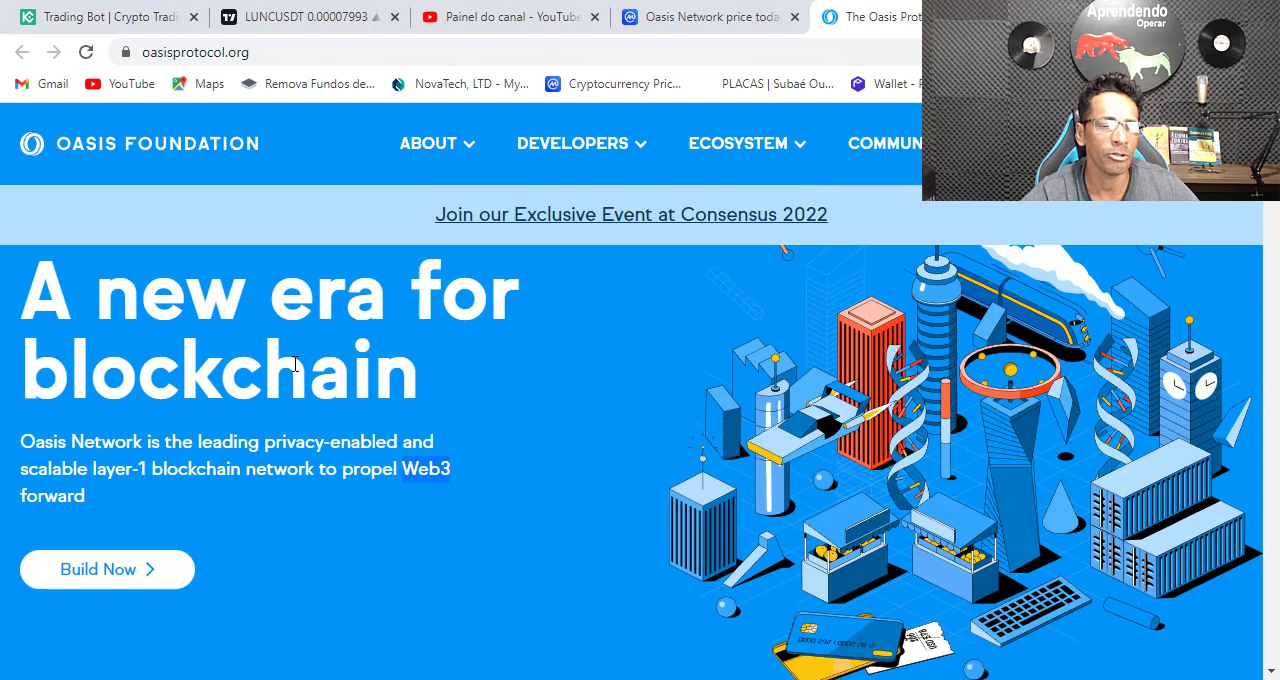 Trading Bot | Crypto Tradi
LUNCUSDT 0.00007993
Painel do canal - YouTube
Oasis Network price toda
The Oasis Prot
oasisprotocol.org
Gmail
YouTube
Maps
Remova Fundos de...
NovaTech, LTD - My...
Cryptocurrency Pric...
PLACAS | Subaé Ou...
Wallet - P
Aprendendo
Operar
OASIS FOUNDATION
ABOUT
DEVELOPERS
ECOSYSTEM
COMMUN
Join our Exclusive Event at Consensus 2022
A new era for
blockchain
Oasis Network is the leading privacy-enabled and
scalable layer-1 blockchain network to propel Web3
forward
Build Now